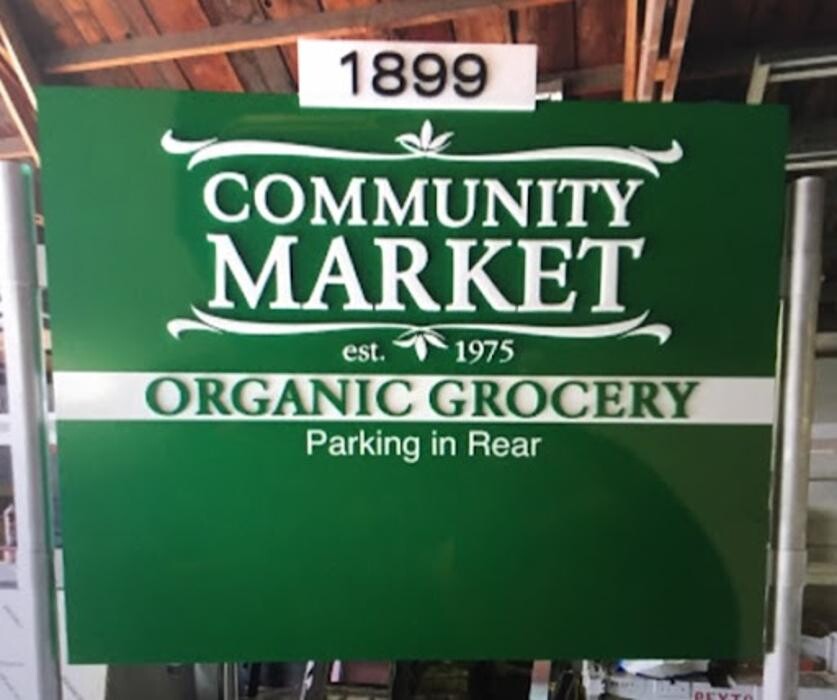 1899
COMMUNITY
MARKET
est. 1975
ORGANIC GROCERY
Parking in Rear